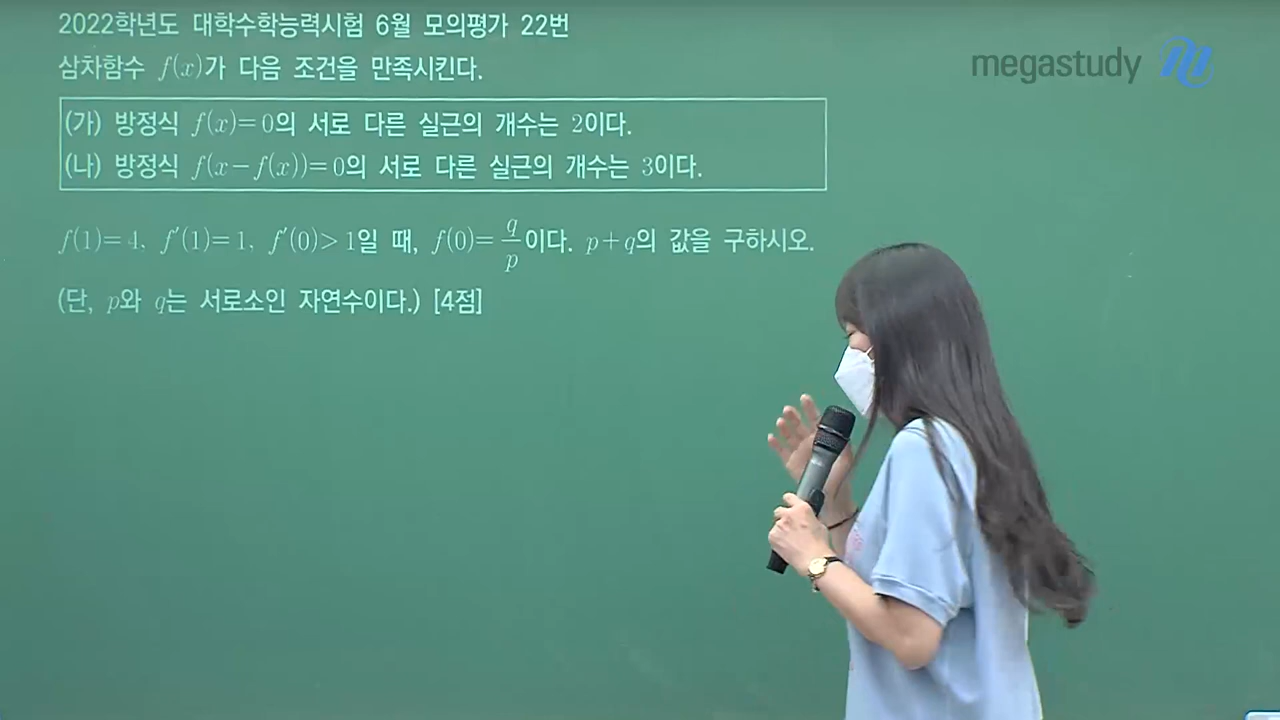 2022학년도 대학수학능력시험 6월 모의평가 22번
megastudy
삼차함수 f(x)가 다음 조건을 만족시킨다.
(가) 방정식 f(x)=0의 서로 다른 실근의 개수는 2이다.
(나) 방정식 f(x-f(x))=0의 서로 다른 실근의 개수는 3이다.
f(1)=4, f'(1)=1, f'(0)>1일 때, f(0)=q/p이다. p+q의 값을 구하시오.
(단, p와 q는 서로소인 자연수이다.) [4점]